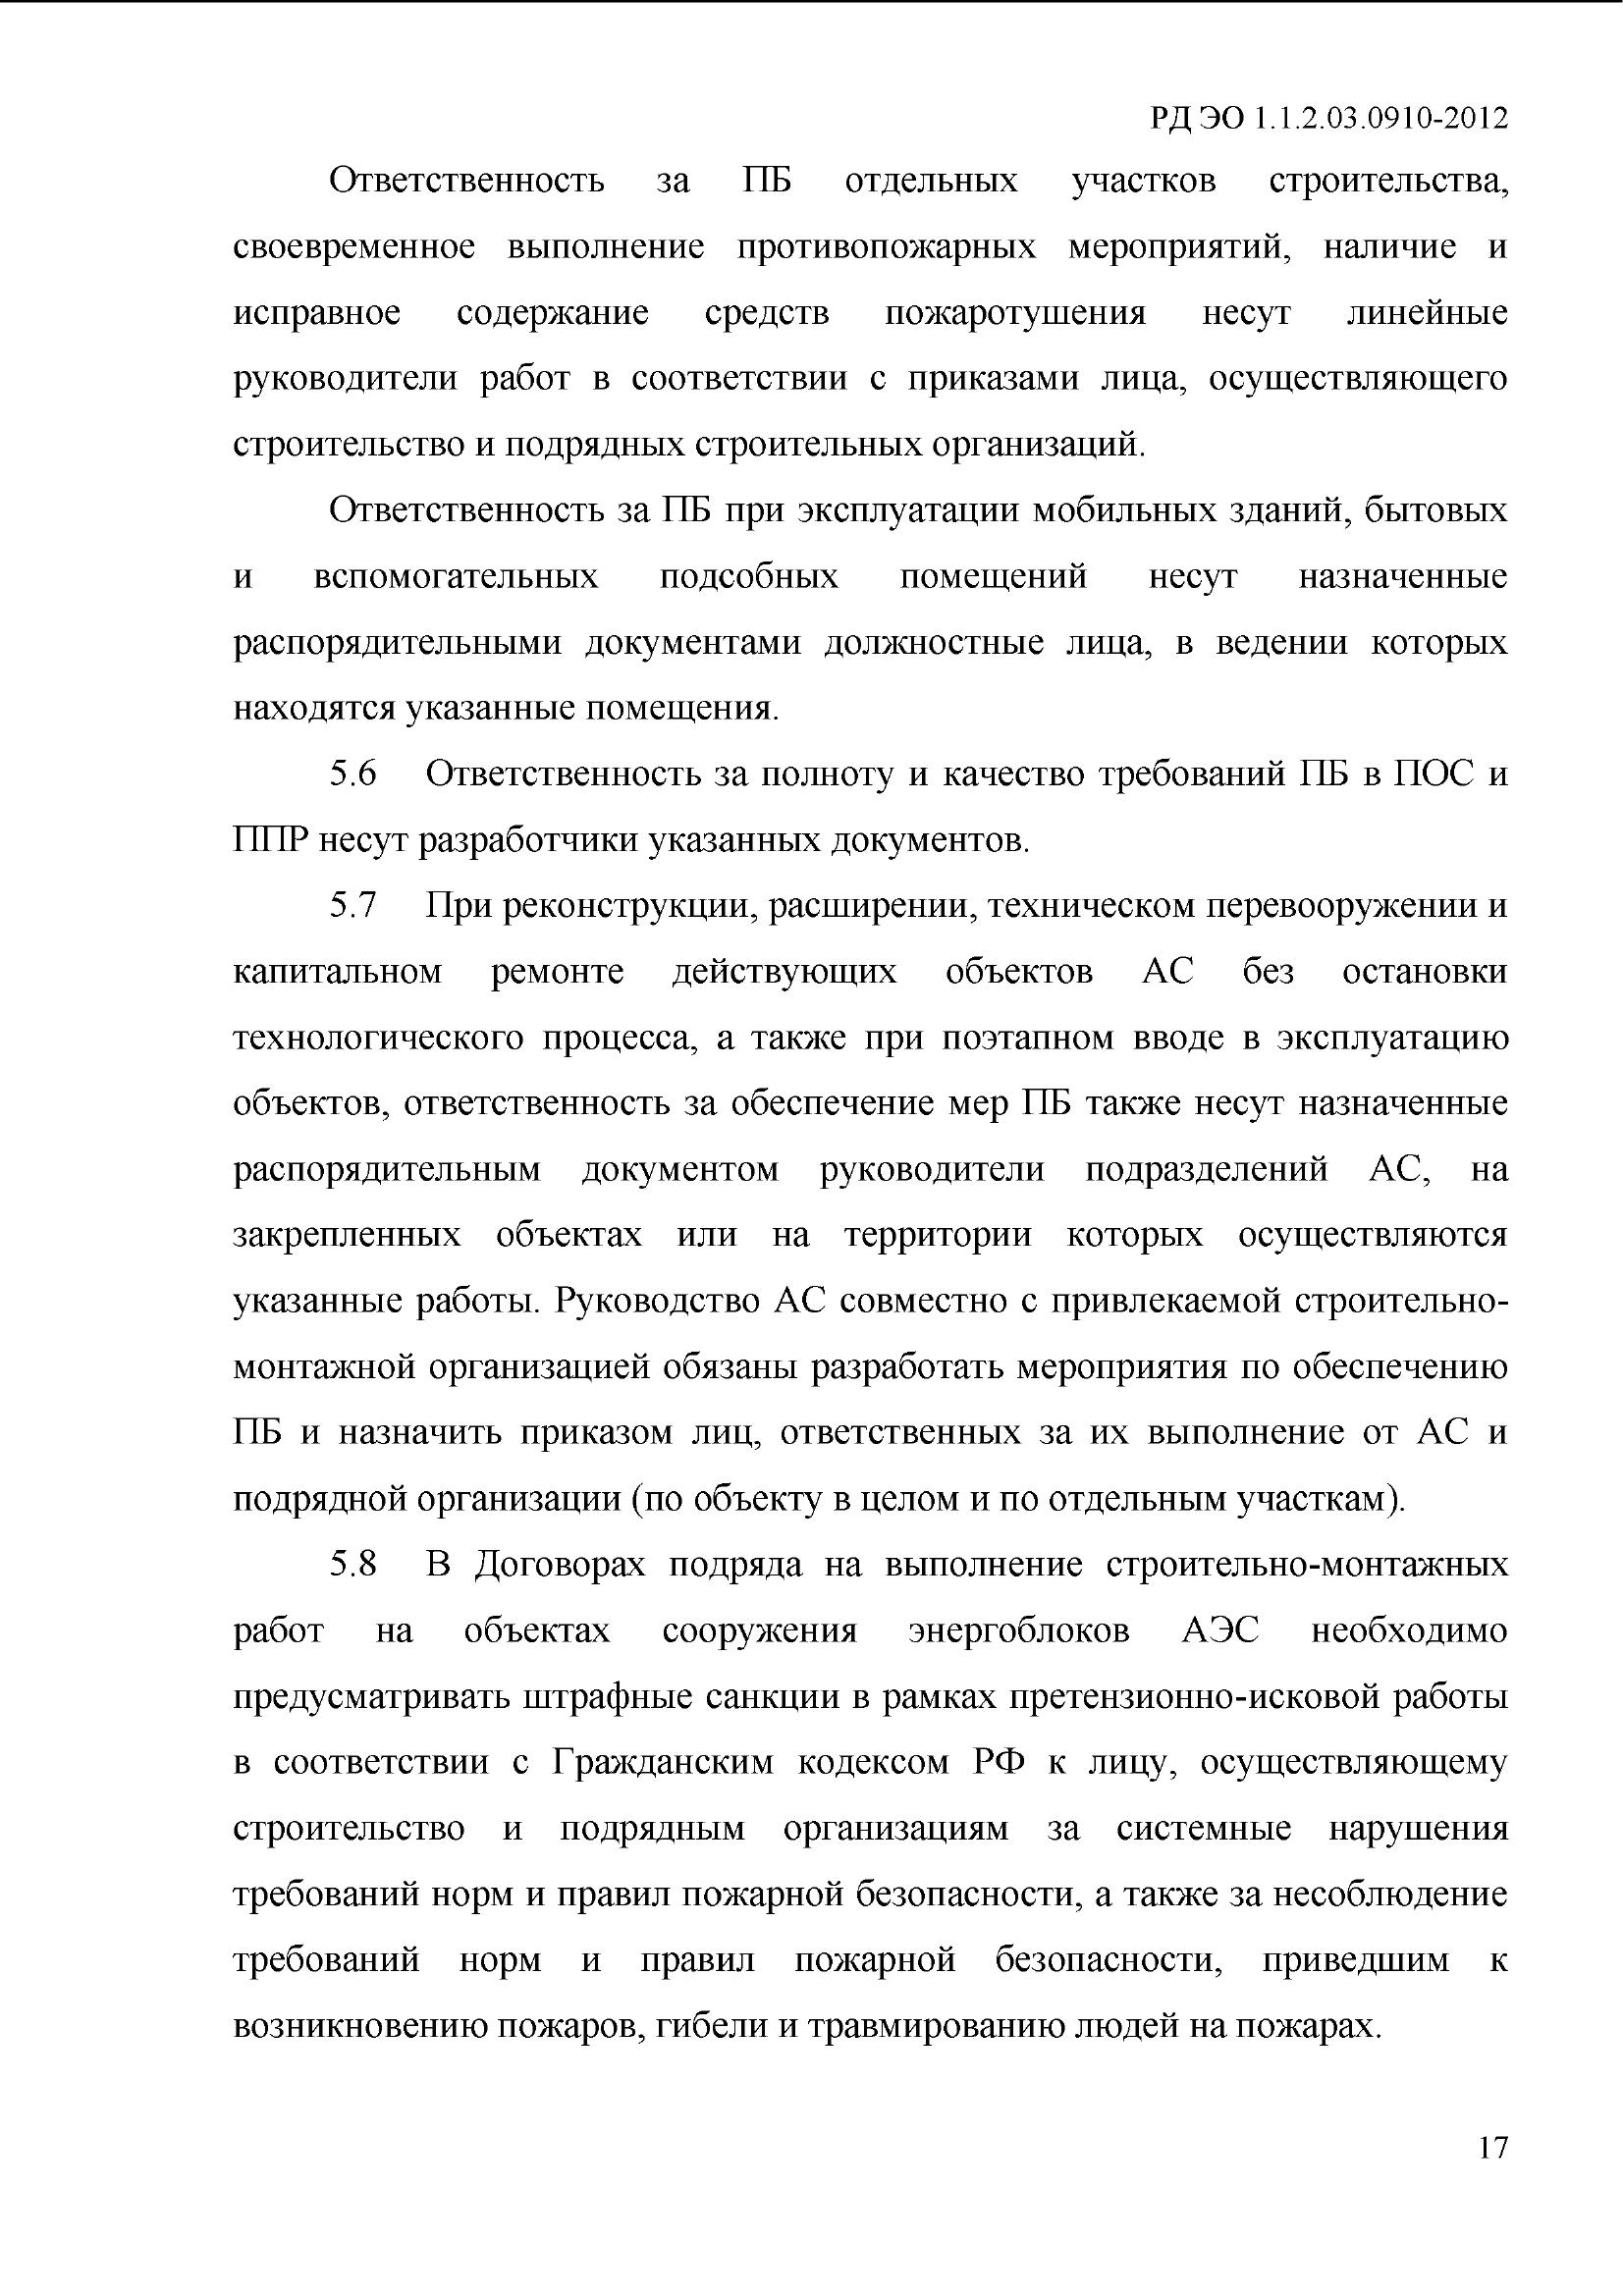 РД ЭО 1.1.2.03.0910-2012
Ответственность за ПБ отдельных участков строительства,
своевременное выполнение противопожарных мероприятий, наличие и
исправное содержание средств пожаротушения несут линейные
руководители работ в соответствии с приказами лица, осуществляющего
строительство и подрядных строительных организаций.
Ответственность за ПБ при эксплуатации мобильных зданий, бытовых
и вспомогательных подсобных помещений несут назначенные
распорядительными документами должностные лица, в ведении которых
находятся указанные помещения.
5.6 Ответственность за полноту и качество требований ПБ в ПОС и
ППР несут разработчики указанных документов.
5.7 При реконструкции, расширении, техническом перевооружении и
капитальном ремонте действующих объектов АС без остановки
технологического процесса, а также при поэтапном вводе в эксплуатацию
объектов, ответственность за обеспечение мер ПБ также несут назначенные
распорядительным документом руководители подразделений АС, на
закрепленных объектах или на территории которых осуществляются
указанные работы. Руководство АС совместно с привлекаемой строительно-
монтажной организацией обязаны разработать мероприятия по обеспечению
ПБ и назначить приказом лиц, ответственных за их выполнение от АС и
подрядной организации (по объекту в целом и по отдельным участкам).
5.8 В Договорах подряда на выполнение строительно-монтажных
работ на объектах сооружения энергоблоков АЭС необходимо
предусматривать штрафные санкции в рамках претензионно-исковой работы
в соответствии с Гражданским кодексом РФ к лицу, осуществляющему
строительство и подрядным организациям за системные нарушения
требований норм и правил пожарной безопасности, а также за несоблюдение
требований норм и правил пожарной безопасности, приведшим к
возникновению пожаров, гибели и травмированию людей на пожарах.
17